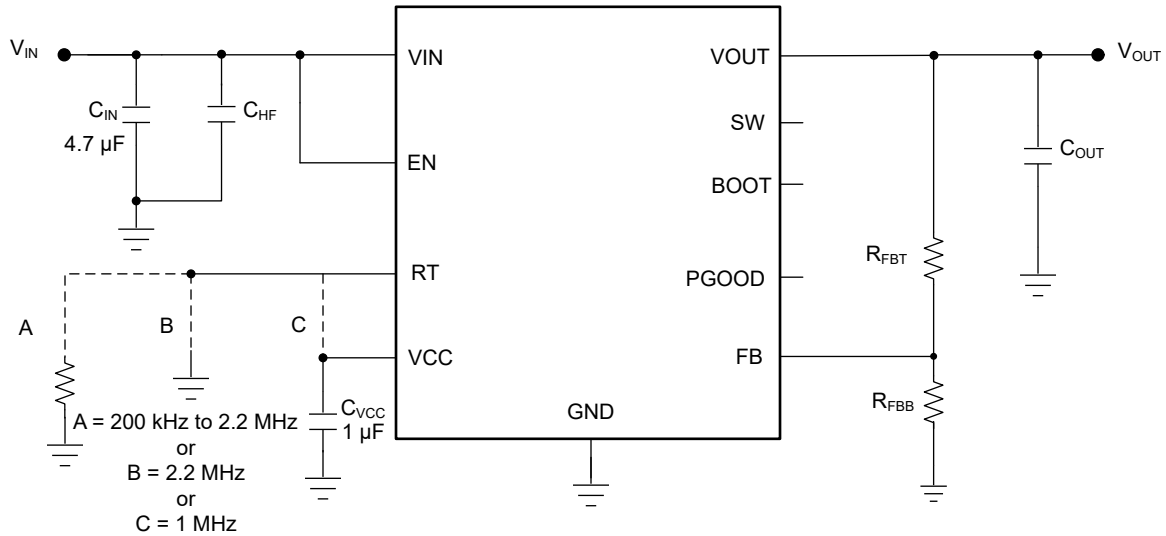 V_IN
VIN
VOUT
V_OUT
C_IN
4.7 µF
C_HF
SW
C_OUT
EN
BOOT
R_FBT
RT
PGOOD
A
B
C
VCC
FB
C_VCC
1 µF
GND
R_FBB
A = 200 kHz to 2.2 MHz
or
B = 2.2 MHz
or
C = 1 MHz